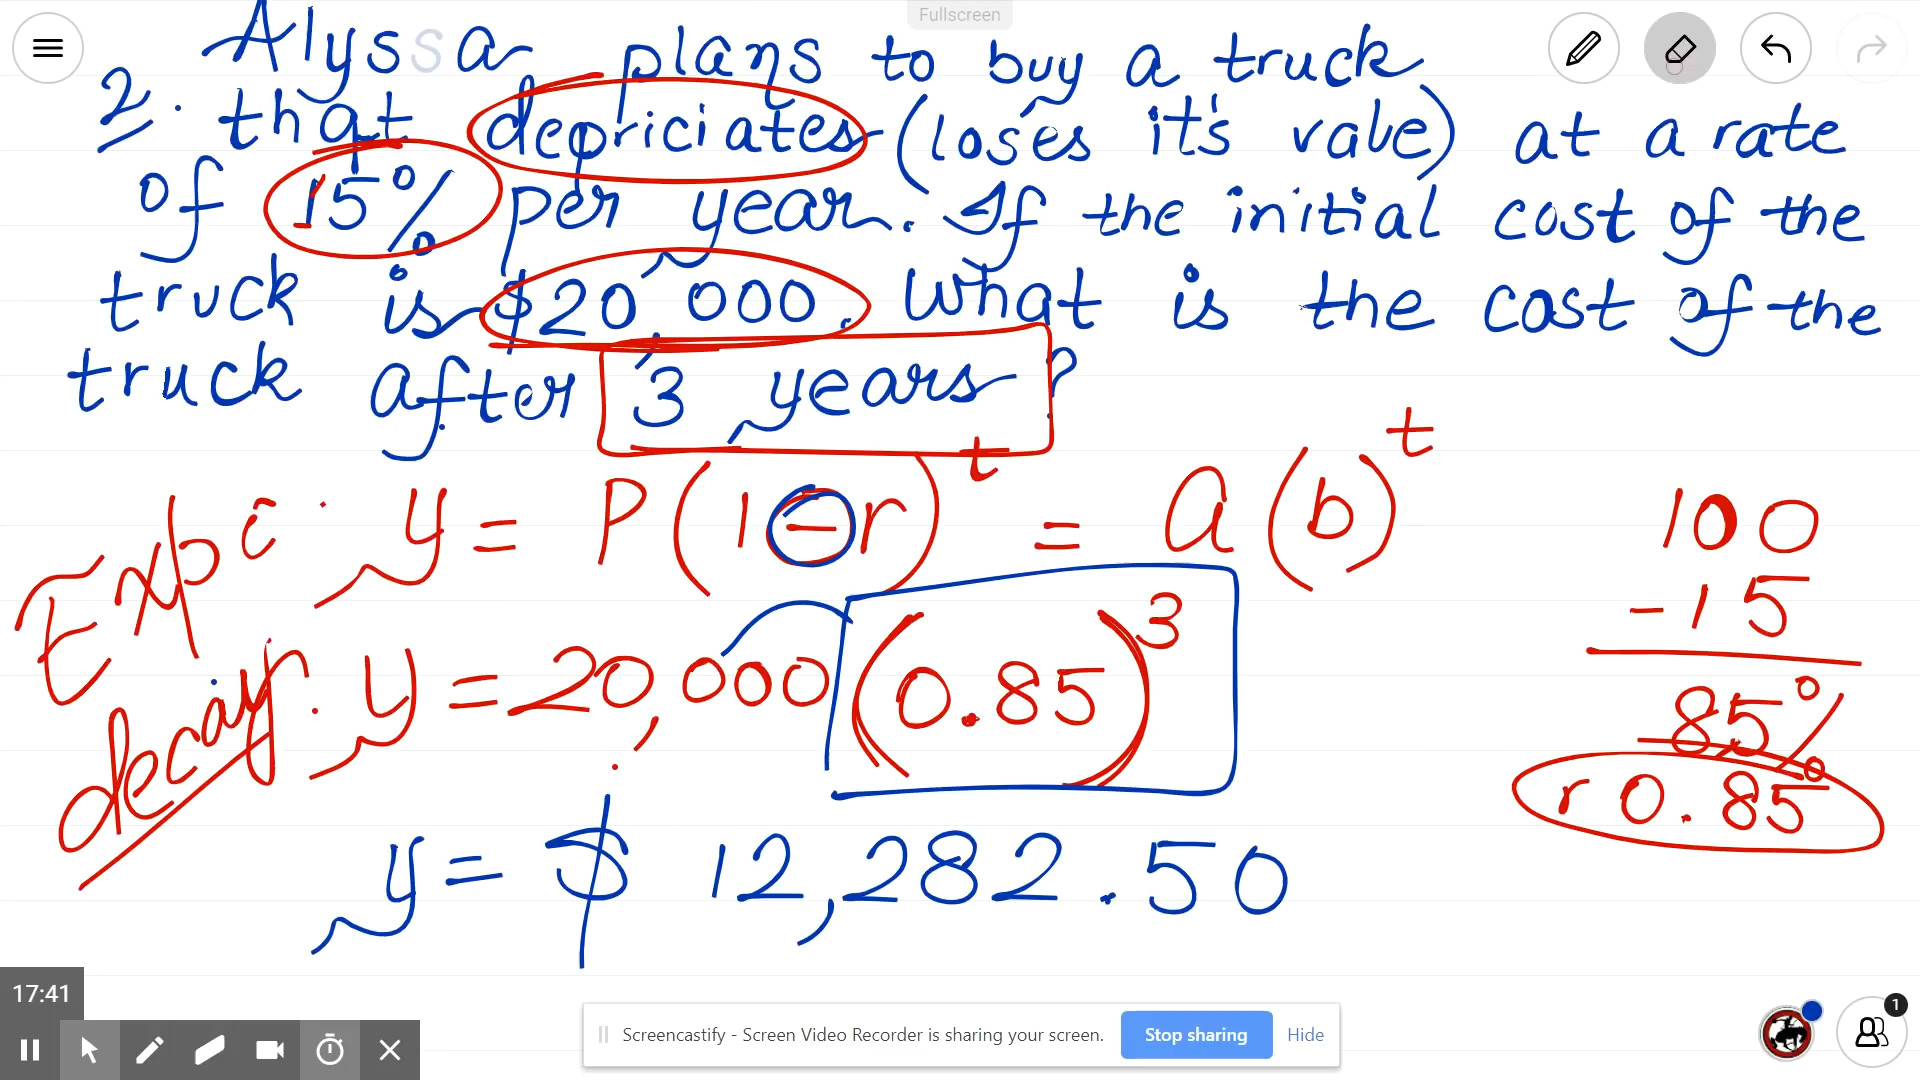 Fullscreen
Alyssa plans to buy a truck
2. that depriciates (loses it's value) at a rate
of 15% per year. If the initial cost of the
truck is $20,000. What is the cost of the
truck after 3 years?
Expo: y = P(1-r)^t = a(b)^t
decay: y = 20,000 (0.85)^3
y = $ 12,282.50
100
- 15
85%
r 0.85
17:41
Screencastify - Screen Video Recorder is sharing your screen. Stop sharing Hide
1